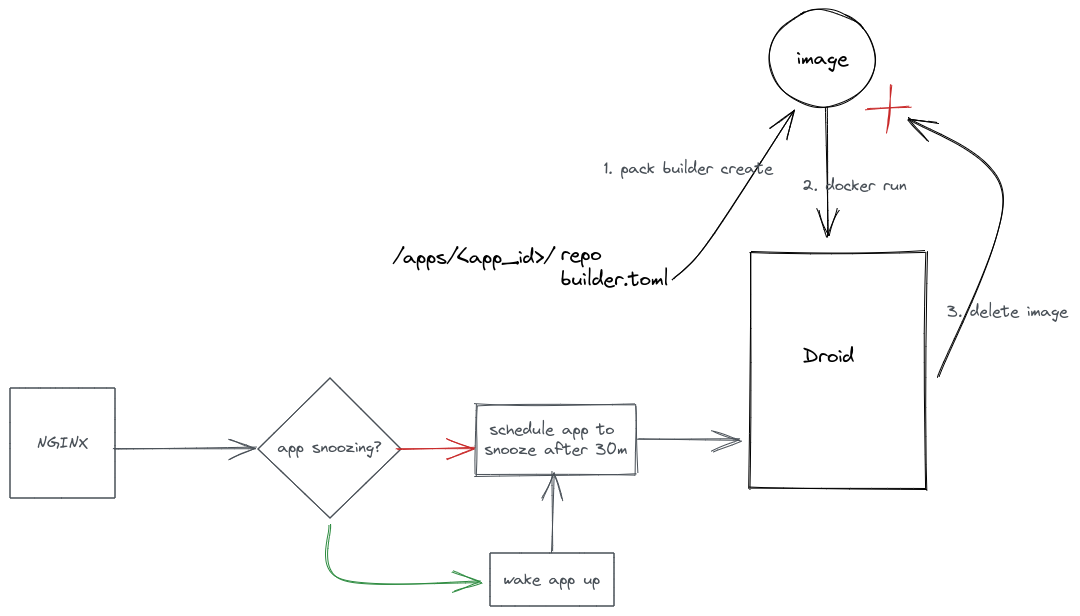 image
1. pack builder create
2. docker run
/apps/<app_id>/ repo
builder.toml
3. delete image
Droid
NGINX
app snoozing?
schedule app to
snooze after 30m
wake app up